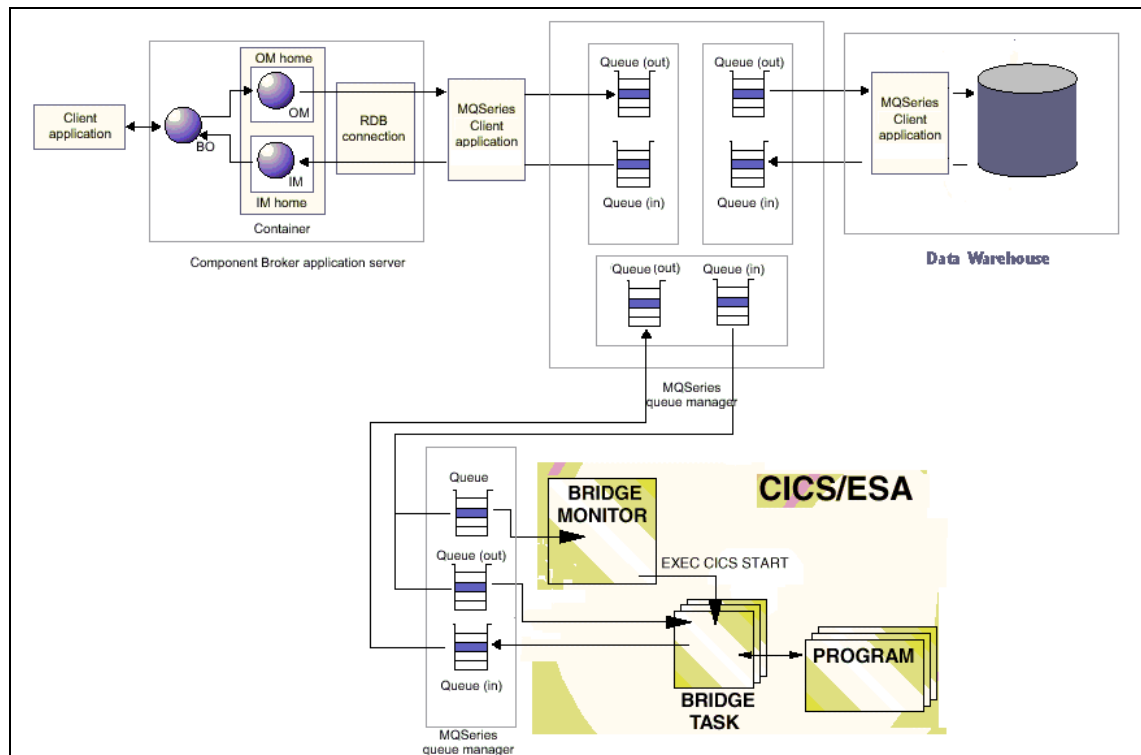 Client
application
BO
OM home
OM
IM
IM home
Container
RDB
connection
Component Broker application server
MQSeries
Client
application
Queue (out)
Queue (in)
Queue (out)
Queue (in)
Queue (out)
Queue (in)
MQSeries
queue manager
MQSeries
Client
application
Data Warehouse
Queue
Queue (out)
Queue (in)
MQSeries
queue manager
BRIDGE
MONITOR
CICS/ESA
EXEC CICS START
BRIDGE
TASK
PROGRAM